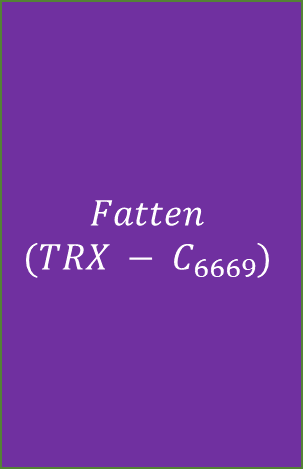 Fatten
(TRX − C₆₆₆₉)